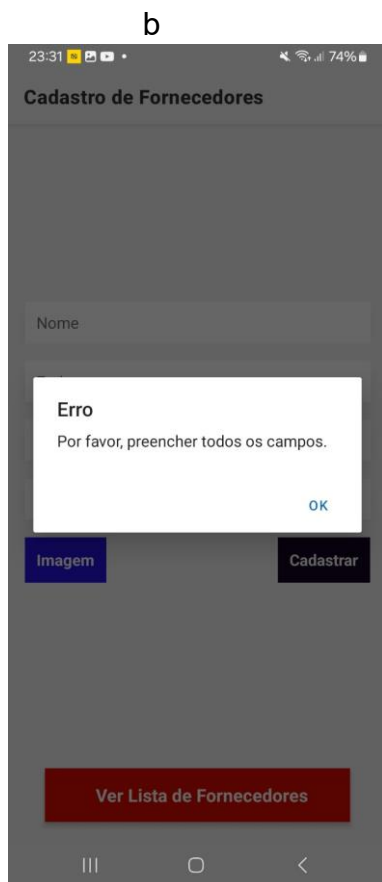 b
23:31
74%
Cadastro de Fornecedores
Nome
Erro
Por favor, preencher todos os campos.
OK
Imagem Cadastrar
Ver Lista de Fornecedores